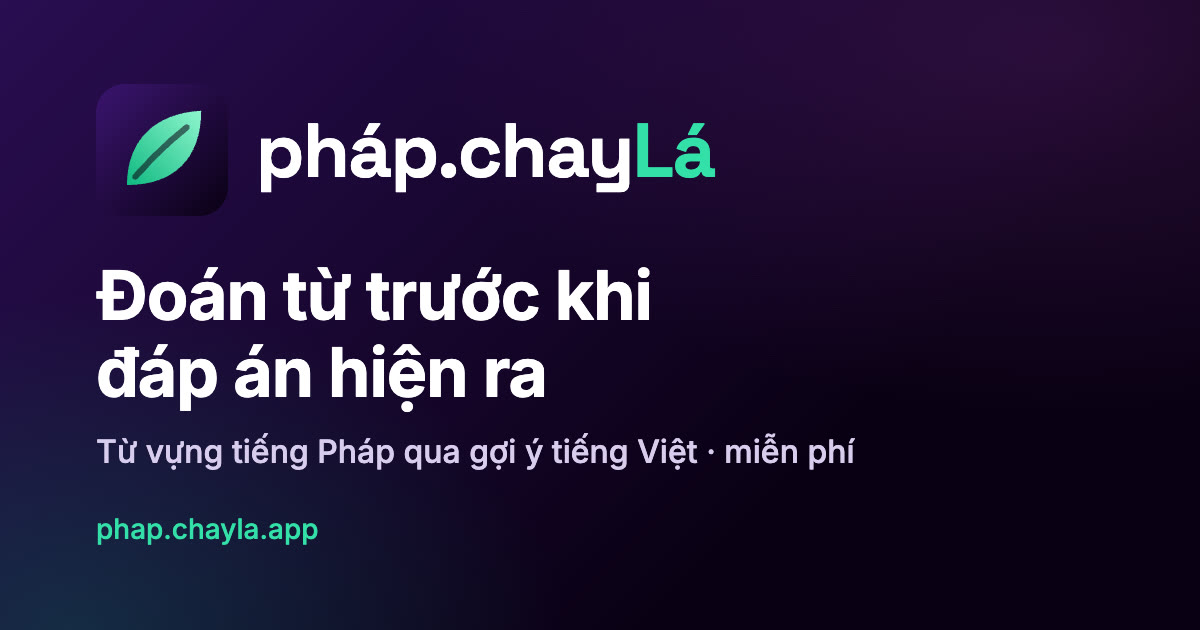 pháp.chayLá
Đoán từ trước khi
đáp án hiện ra
Từ vựng tiếng Pháp qua gợi ý tiếng Việt · miễn phí
phap.chayla.app